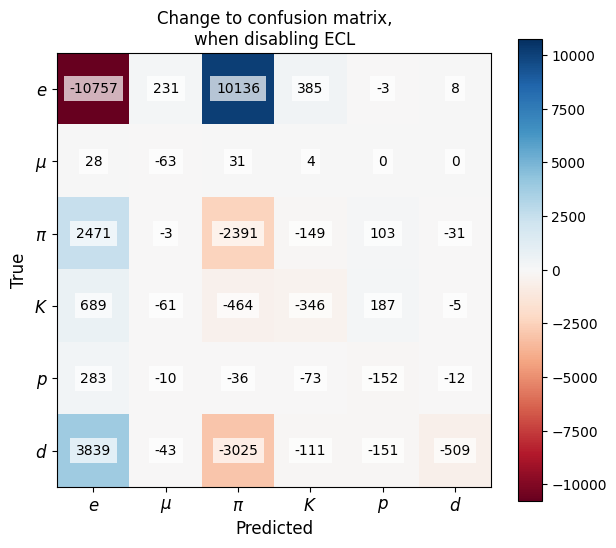 Change to confusion matrix,
when disabling ECL
e -10757 231 10136 385 -3 8
μ 28 -63 31 4 0 0
π 2471 -3 -2391 -149 103 -31
K 689 -61 -464 -346 187 -5
p 283 -10 -36 -73 -152 -12
d 3839 -43 -3025 -111 -151 -509
e μ π K p d
Predicted
True
10000
7500
5000
2500
0
−2500
−5000
−7500
−10000